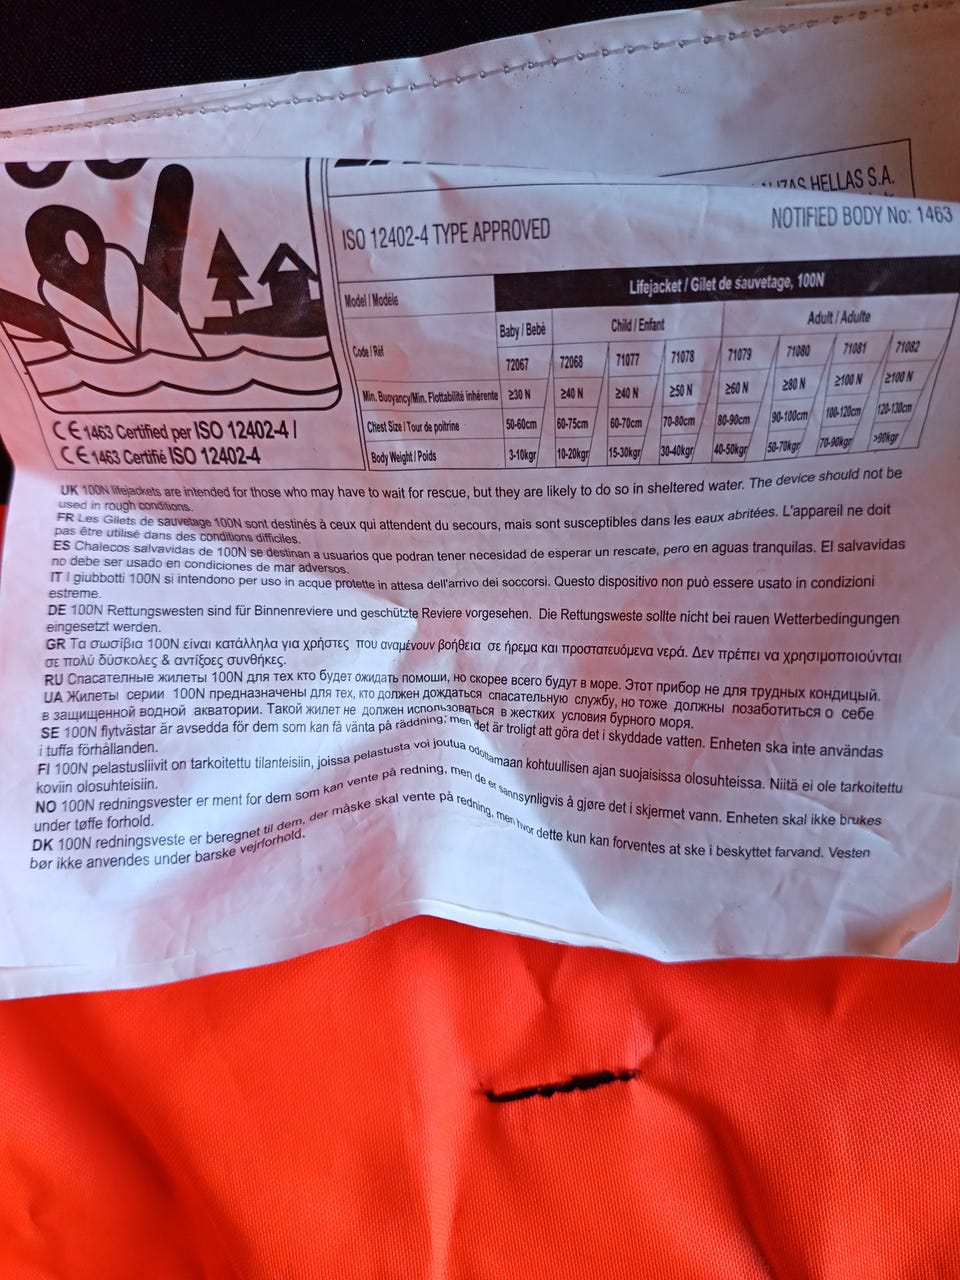 HELLAS S.A.
ISO 12402-4 TYPE APPROVED
NOTIFIED BODY No: 1463
Model / Modèle
Lifejacket / Gilet de sauvetage, 100N
Baby / Bebè Child / Enfant Adult / Adulte
Code / Réf 72067 72068 71077 71078 71079 71080 71081 71082
Min. Buoyancy/Min. Flottabilité inhérente ≥30 N ≥40 N ≥40 N ≥50 N ≥60 N ≥80 N ≥100 N ≥100 N
Chest Size / Tour de poitrine 50-60cm 60-75cm 60-70cm 70-80cm 80-90cm 90-100cm 100-120cm 120-130cm
Body Weight / Poids 3-10kgr 10-20kgr 15-30kgr 30-40kgr 40-50kgr 50-70kgr 70-90kgr >90kgr
CE 1463 Certified per ISO 12402-4 /
CE 1463 Certifié ISO 12402-4
UK 100N lifejackets are intended for those who may have to wait for rescue, but they are likely to do so in sheltered water. The device should not be
used in rough conditions.
FR Les Gilets de sauvetage 100N sont destinés à ceux qui attendent du secours, mais sont susceptibles dans les eaux abritées. L'appareil ne doit
pas être utilisé dans des conditions difficiles.
ES Chalecos salvavidas de 100N se destinan a usuarios que podran tener necesidad de esperar un rescate, pero en aguas tranquilas. El salvavidas
no debe ser usado en condiciones de mar adversos.
IT I giubbotti 100N si intendono per uso in acque protette in attesa dell'arrivo dei soccorsi. Questo dispositivo non può essere usato in condizioni
estreme.
DE 100N Rettungswesten sind für Binnenreviere und geschützte Reviere vorgesehen. Die Rettungsweste sollte nicht bei rauen Wetterbedingungen
eingesetzt werden.
GR Τα σωσίβια 100N είναι κατάλληλα για χρήστες που αναμένουν βοήθεια σε ήρεμα και προστατευόμενα νερά. Δεν πρέπει να χρησιμοποιούνται
σε πολύ δύσκολες & αντίξοες συνθήκες.
RU Спасательные жилеты 100N для тех кто будет ожидать помоши, но скорее всего будут в море. Этот прибор не для трудных кондицый.
UA Жилеты серии 100N предназначены для тех, кто должен дождаться спасательную службу, но тоже должны позаботиться о себе
в защищенной водной акватории. Такой жилет не должен использоваться в жестких условия бурного моря.
SE 100N flytvästar är avsedda för dem som kan få vänta på räddning, men det är troligt att göra det i skyddade vatten. Enheten ska inte användas
i tuffa förhållanden.
FI 100N pelastusliivit on tarkoitettu tilanteisiin, joissa pelastusta voi joutua odottamaan kohtuullisen ajan suojaisissa olosuhteissa. Niitä ei ole tarkoitettu
koviin olosuhteisiin.
NO 100N redningsvester er ment for dem som kan vente på redning, men de er sannsynligvis å gjøre det i skjermet vann. Enheten skal ikke brukes
under tøffe forhold.
DK 100N redningsveste er beregnet til dem, der måske skal vente på redning, men hvor dette kun kan forventes at ske i beskyttet farvand. Vesten
bør ikke anvendes under barske vejrforhold.